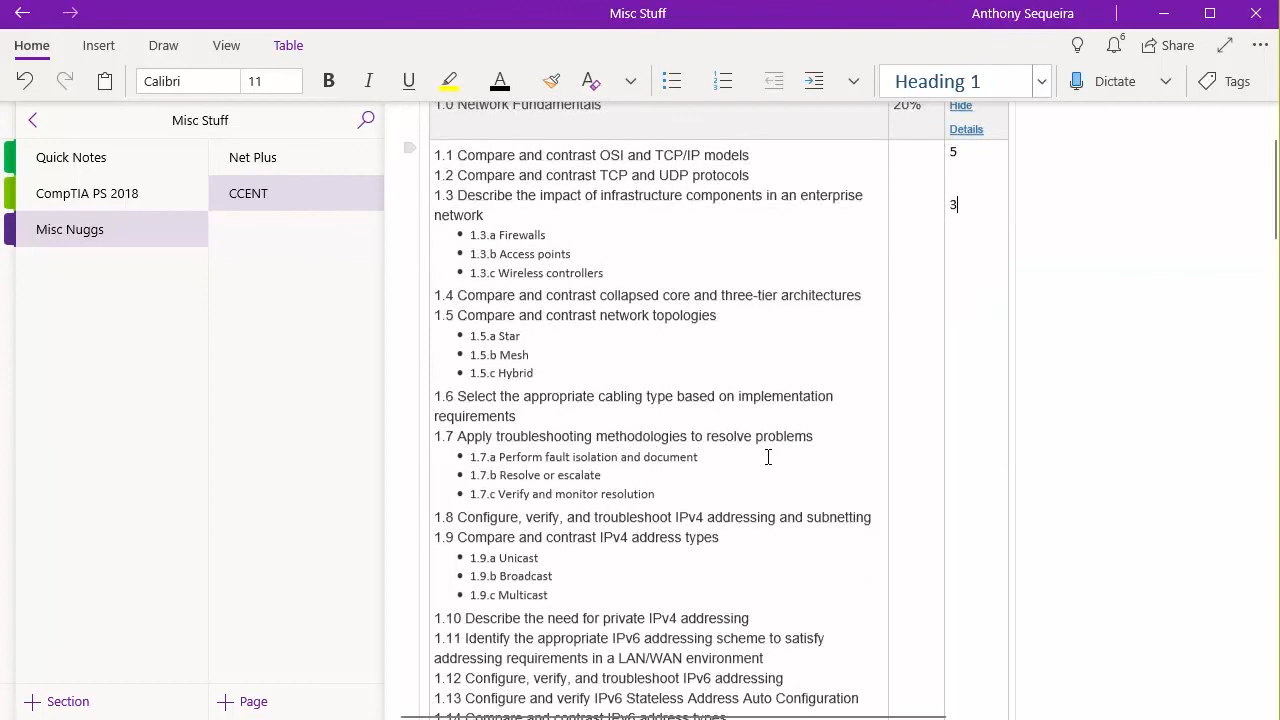 Misc Stuff
Anthony Sequeira
Home
Insert
Draw
View
Table
6
Share
Calibri
11
B
I
U
A
A
Heading 1
Dictate
Tags
Misc Stuff
Quick Notes
CompTIA PS 2018
Misc Nuggs
Net Plus
CCENT
Section
Page
1.0 Network Fundamentals
20%
Hide
Details
1.1 Compare and contrast OSI and TCP/IP models
5
1.2 Compare and contrast TCP and UDP protocols
1.3 Describe the impact of infrastructure components in an enterprise
3
network
• 1.3.a Firewalls
• 1.3.b Access points
• 1.3.c Wireless controllers
1.4 Compare and contrast collapsed core and three-tier architectures
1.5 Compare and contrast network topologies
• 1.5.a Star
• 1.5.b Mesh
• 1.5.c Hybrid
1.6 Select the appropriate cabling type based on implementation
requirements
1.7 Apply troubleshooting methodologies to resolve problems
• 1.7.a Perform fault isolation and document
• 1.7.b Resolve or escalate
• 1.7.c Verify and monitor resolution
1.8 Configure, verify, and troubleshoot IPv4 addressing and subnetting
1.9 Compare and contrast IPv4 address types
• 1.9.a Unicast
• 1.9.b Broadcast
• 1.9.c Multicast
1.10 Describe the need for private IPv4 addressing
1.11 Identify the appropriate IPv6 addressing scheme to satisfy
addressing requirements in a LAN/WAN environment
1.12 Configure, verify, and troubleshoot IPv6 addressing
1.13 Configure and verify IPv6 Stateless Address Auto Configuration
1.14 Compare and contrast IPv6 address types